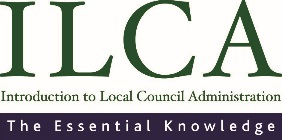 ILCA
Introduction to Local Council Administration
The Essential Knowledge